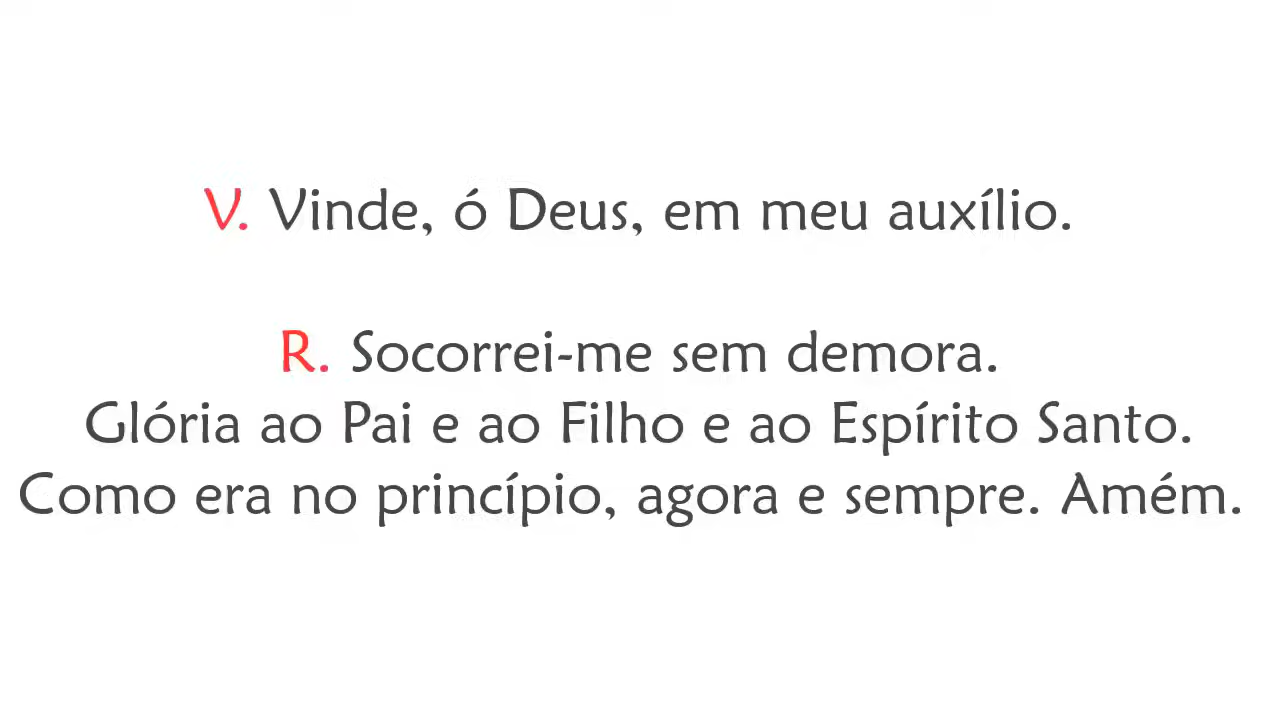 V. Vinde, ó Deus, em meu auxílio.
R. Socorrei-me sem demora.
Glória ao Pai e ao Filho e ao Espírito Santo.
Como era no princípio, agora e sempre. Amém.